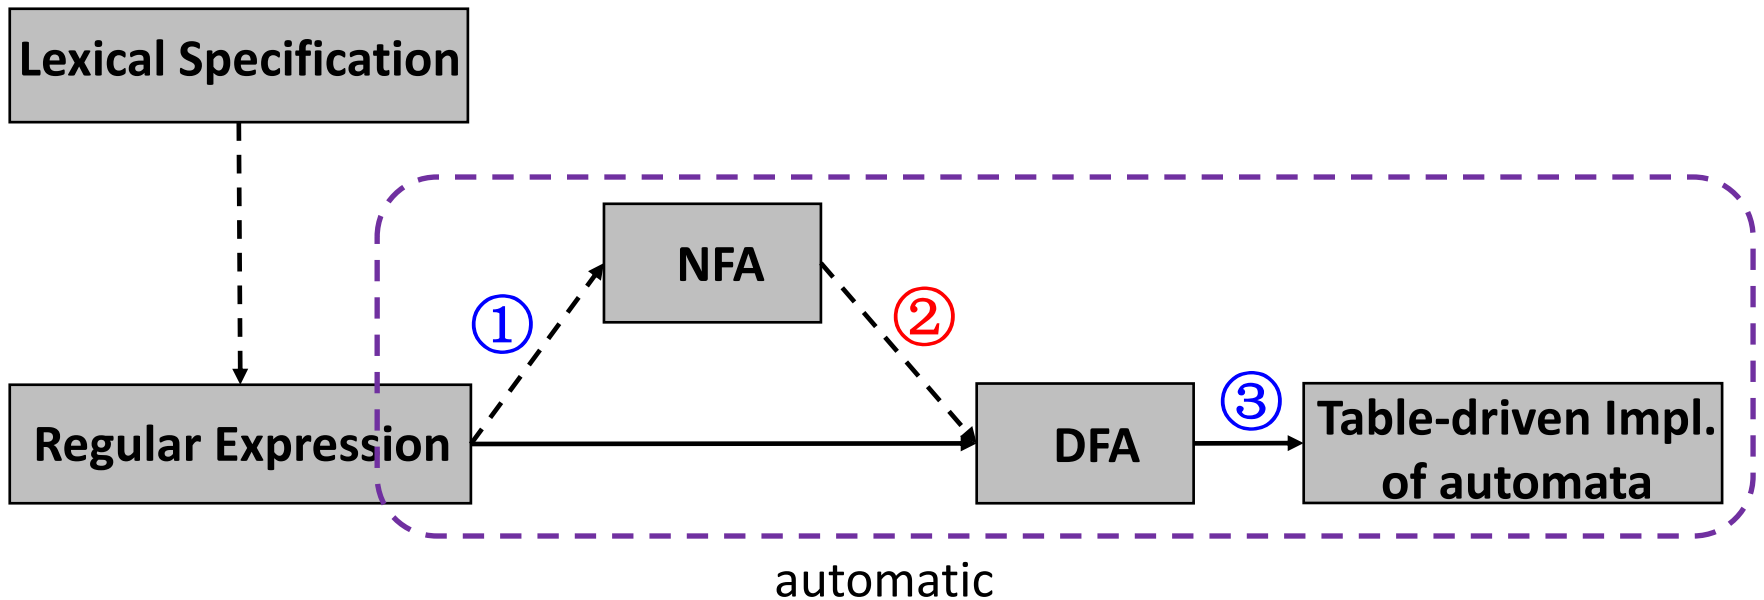 Lexical Specification
NFA
①
②
③
Regular Expression
DFA
Table-driven Impl.
of automata
automatic